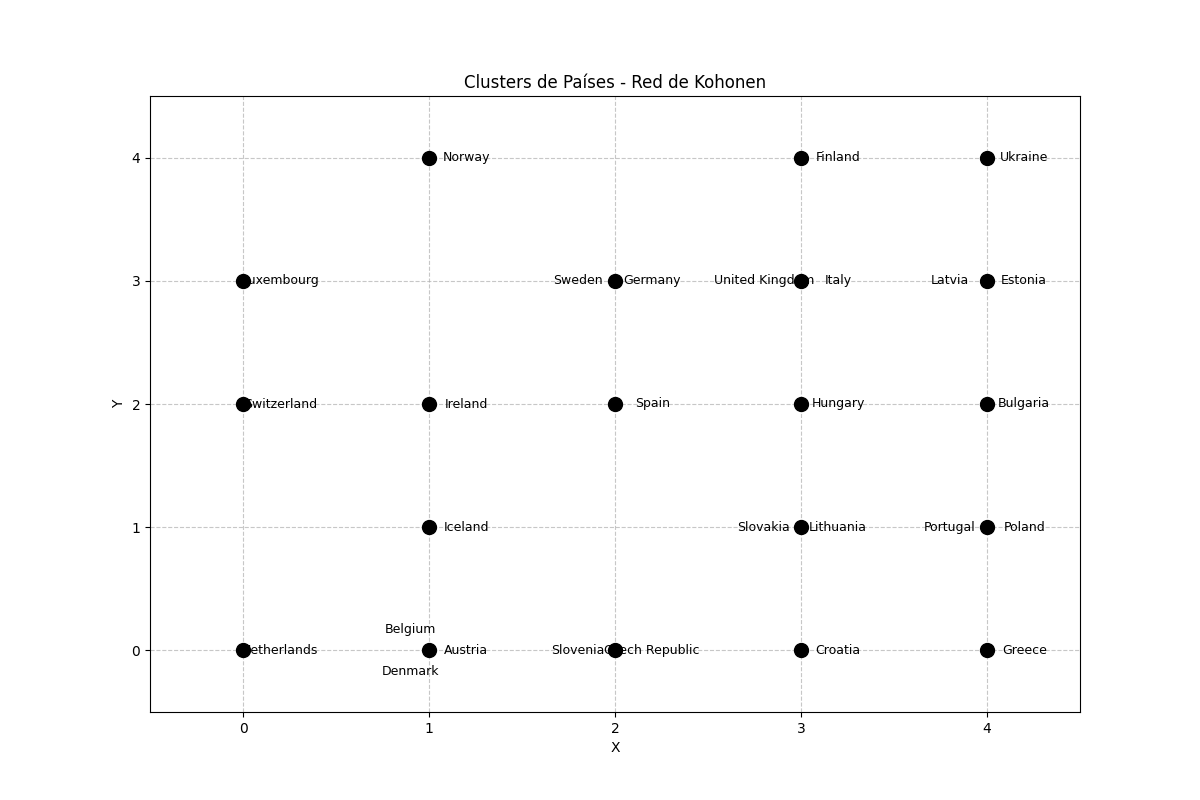 Clusters de Países - Red de Kohonen
4
Norway
Finland
Ukraine
3
uxembourg
Sweden
Germany
United Kingdom
Italy
Latvia
Estonia
Y
2
Switzerland
Ireland
Spain
Hungary
Bulgaria
1
Iceland
Slovakia
Lithuania
Portugal
Poland
Belgium
0
etherlands
Austria
Slovenia
Czech Republic
Croatia
Greece
Denmark
0
1
2
3
4
X